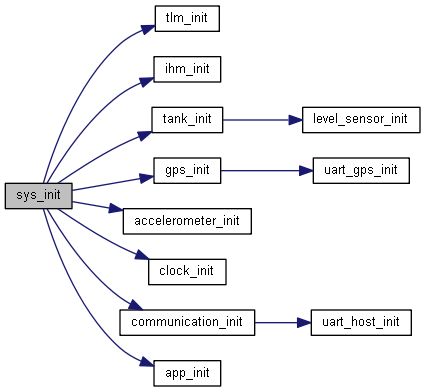 tlm_init
ihm_init
tank_init
level_sensor_init
gps_init
uart_gps_init
sys_init
accelerometer_init
clock_init
communication_init
uart_host_init
app_init